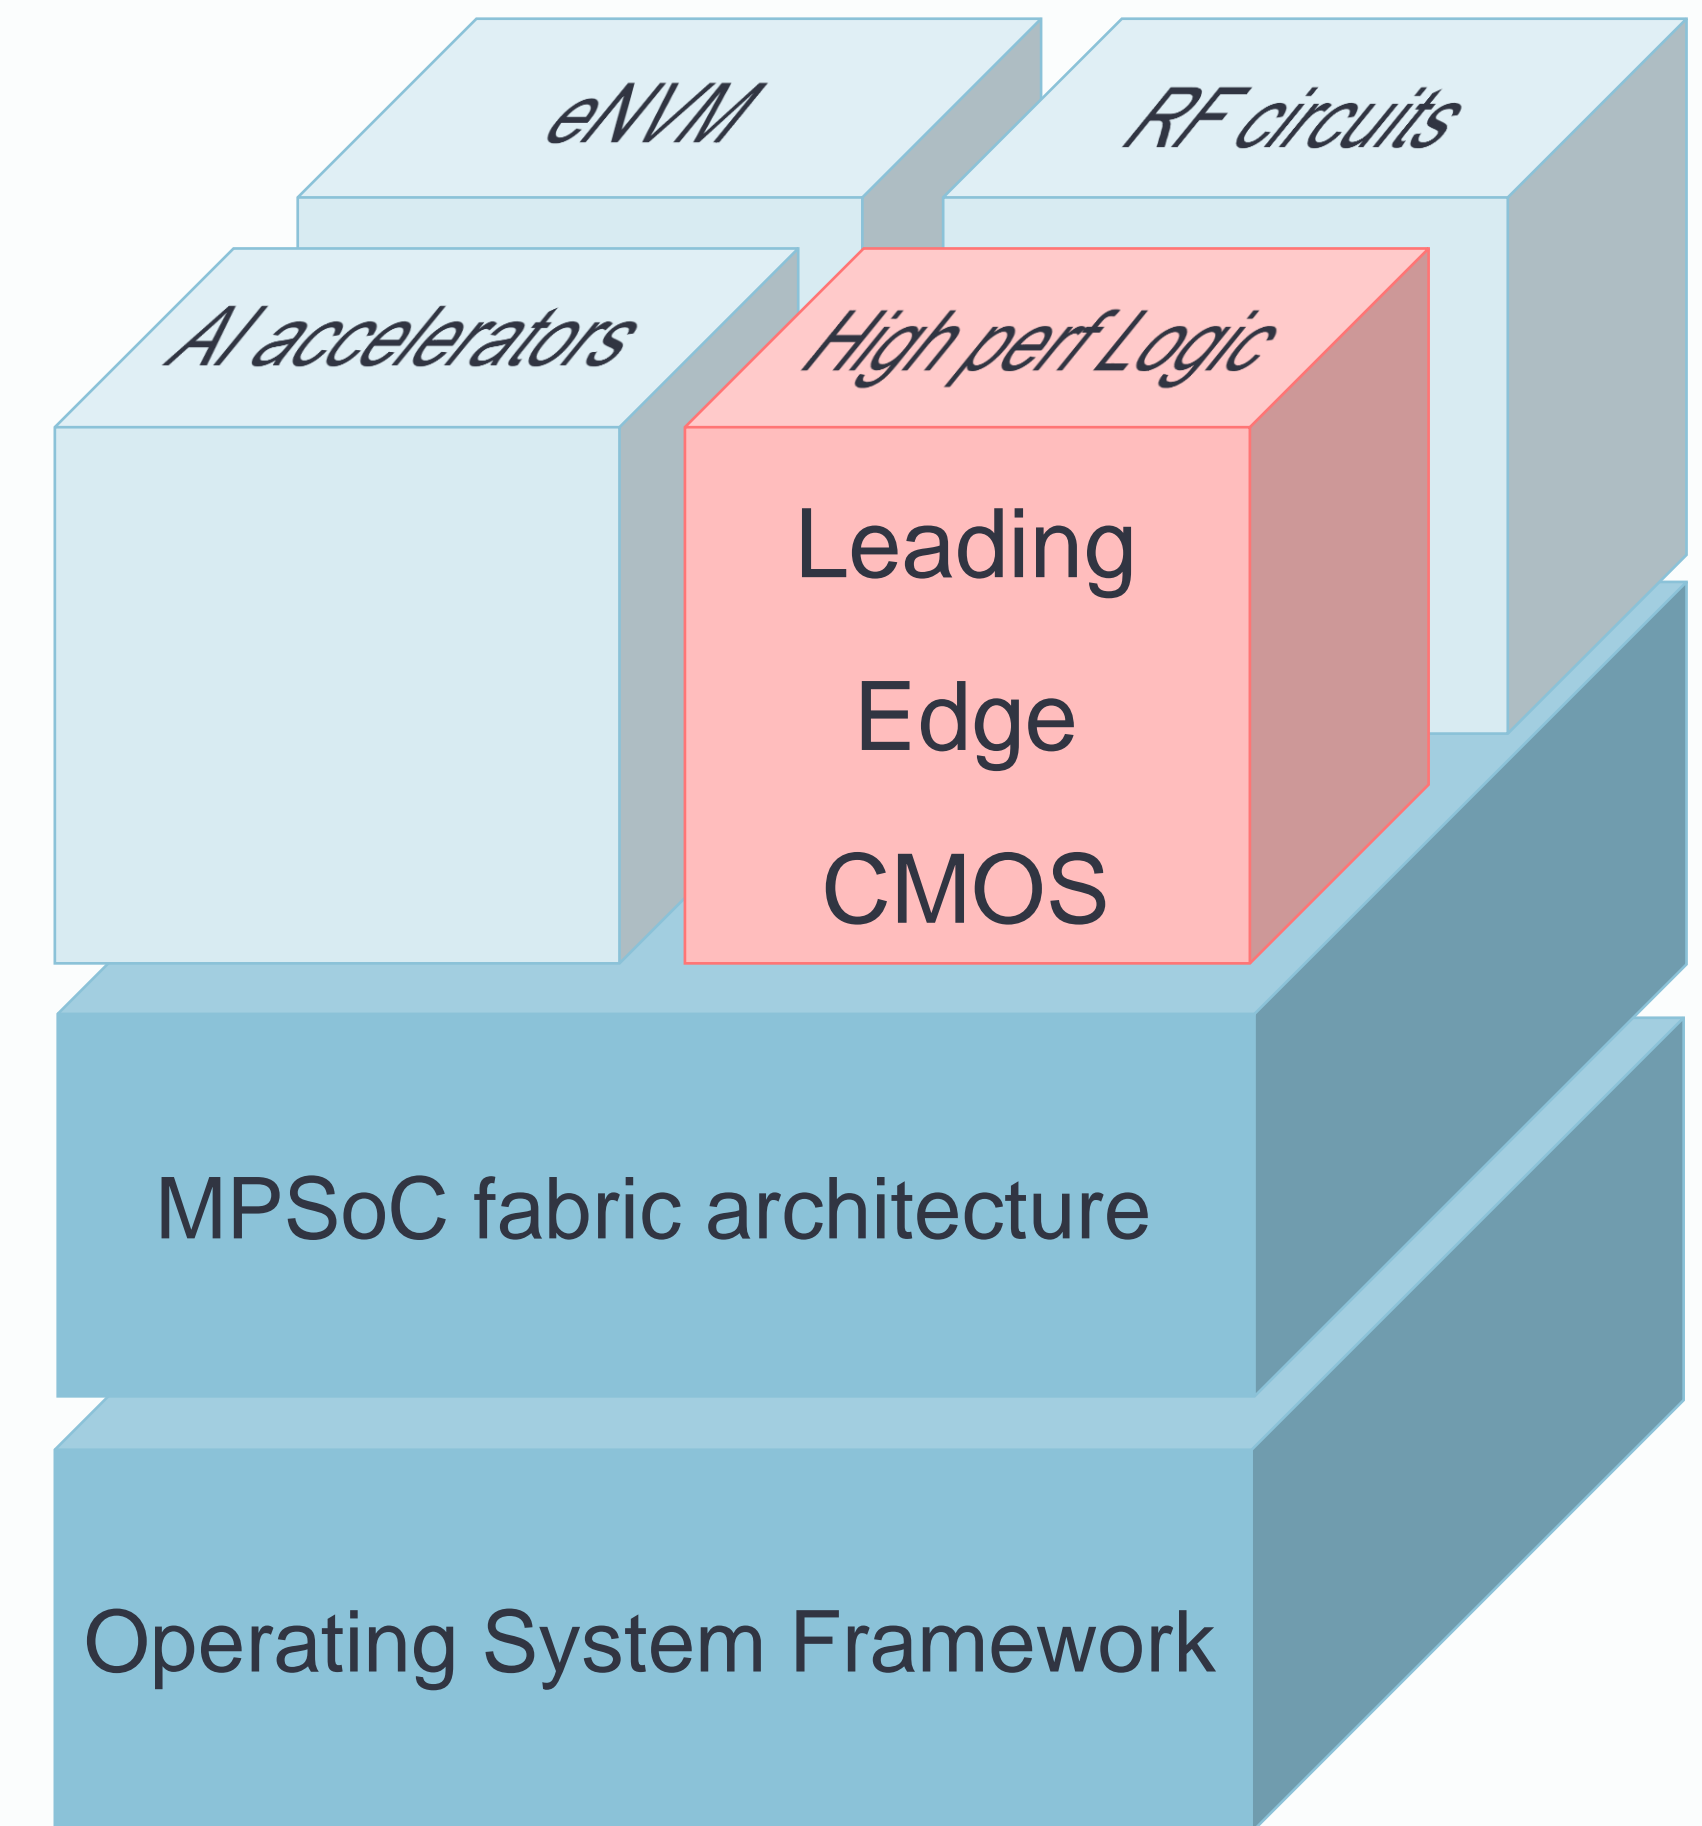 eNVM
RF circuits
AI accelerators
High perf Logic
Leading
Edge
CMOS
MPSoC fabric architecture
Operating System Framework